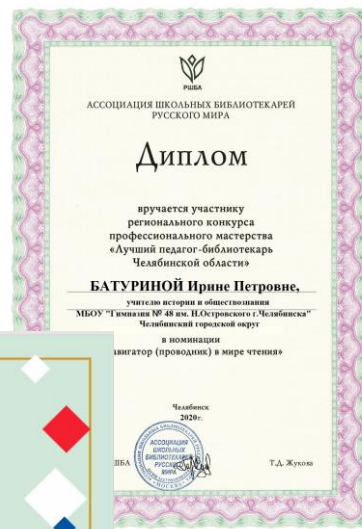 РШБА
АССОЦИАЦИЯ ШКОЛЬНЫХ БИБЛИОТЕКАРЕЙ
РУССКОГО МИРА
Диплом
вручается участнику
регионального конкурса
профессионального мастерства
«Лучший педагог-библиотекарь
Челябинской области»
БАТУРИНОЙ Ирине Петровне,
учителю истории и обществознания
МБОУ "Гимназия № 48 им. Н.Островского г.Челябинска"
Челябинский городской округ
в номинации
авигатор (проводник) в мире чтения»
Челябинск
2020г.
ШБА
АССОЦИАЦИЯ
ШКОЛЬНЫХ
БИБЛИОТЕКАРЕЙ
РУССКОГО
МИРА
Т.Д. Жукова